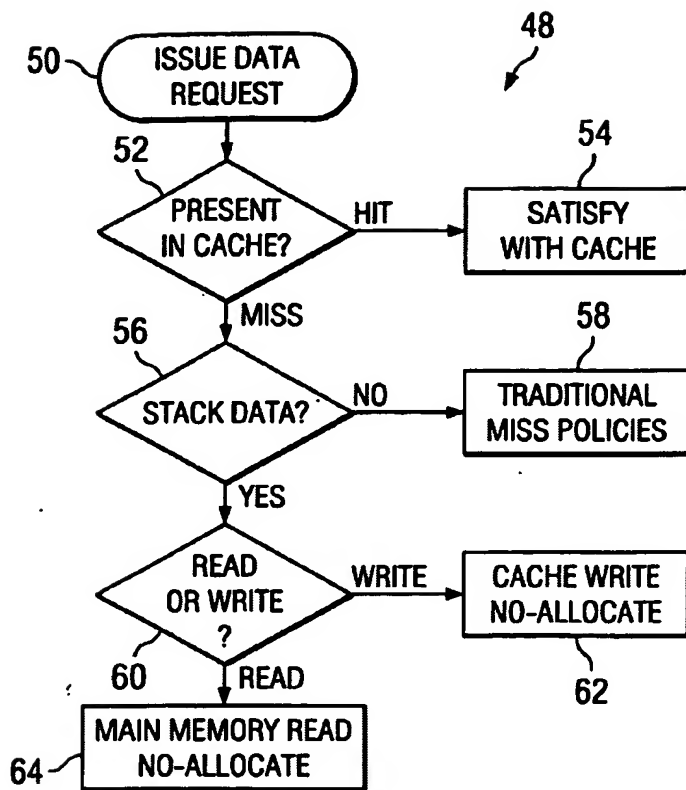 50
ISSUE DATA
REQUEST
48
52
PRESENT
IN CACHE?
HIT
54
SATISFY
WITH CACHE
MISS
56
STACK DATA?
NO
58
TRADITIONAL
MISS POLICIES
YES
READ
OR WRITE
?
WRITE
CACHE WRITE
NO-ALLOCATE
60
READ
62
MAIN MEMORY READ
NO-ALLOCATE
64